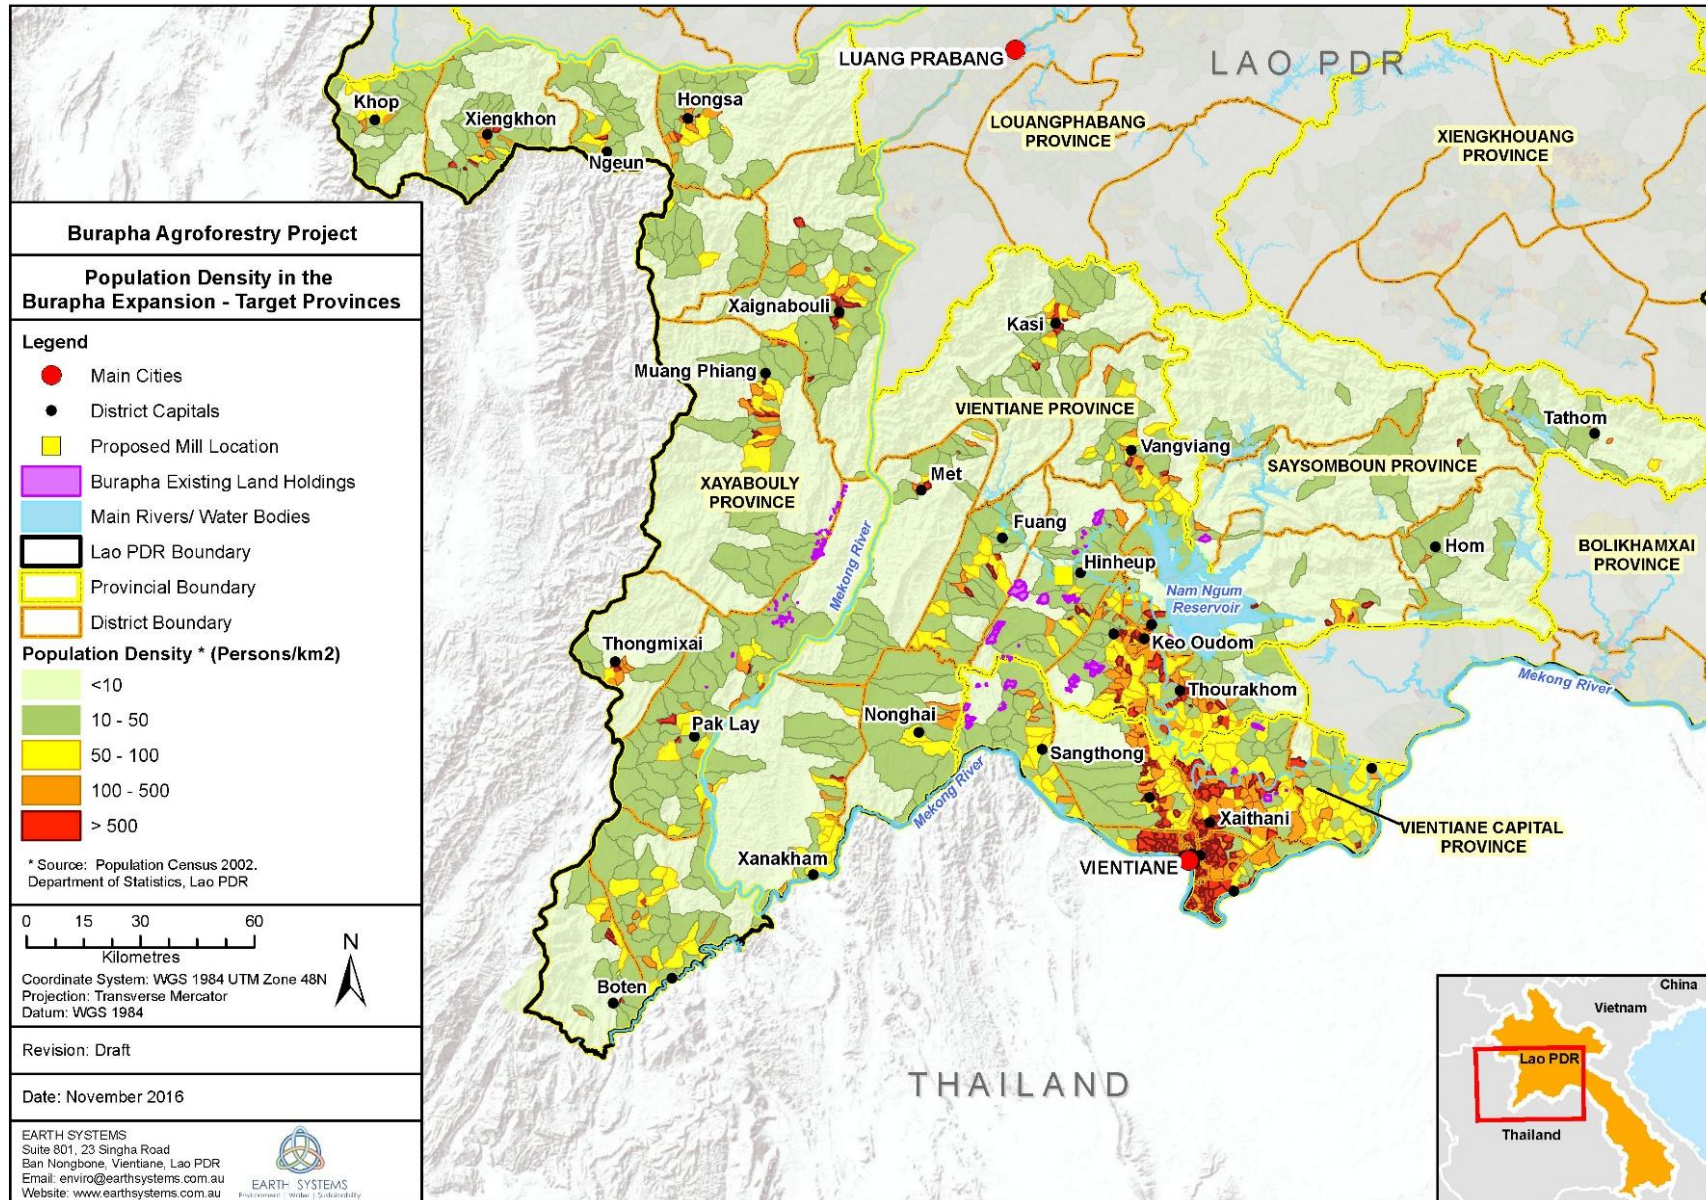 Burapha Agroforestry Project
Population Density in the
Burapha Expansion - Target Provinces
Legend
Main Cities
District Capitals
Proposed Mill Location
Burapha Existing Land Holdings
Main Rivers/ Water Bodies
Lao PDR Boundary
Provincial Boundary
District Boundary
Population Density * (Persons/km2)
<10
10 - 50
50 - 100
100 - 500
> 500
* Source: Population Census 2002.
Department of Statistics, Lao PDR
0 15 30 60
Kilometres
N
Coordinate System: WGS 1984 UTM Zone 48N
Projection: Transverse Mercator
Datum: WGS 1984
Revision: Draft
Date: November 2016
EARTH SYSTEMS
Suite 801, 23 Singha Road
Ban Nongbone, Vientiane, Lao PDR
Email: enviro@earthsystems.com.au
Website: www.earthsystems.com.au
EARTH SYSTEMS
Environment | Water | Sustainability
LUANG PRABANG
LAO PDR
Khop
Xiengkhon
Hongsa
Ngeun
LOUANGPHABANG
PROVINCE
XIENGKHOUANG
PROVINCE
Xaignabouli
Kasi
Muang Phiang
VIENTIANE PROVINCE
Tathom
Vangviang
SAYSOMBOUN PROVINCE
Met
XAYABOULY
PROVINCE
Fuang
Hom
BOLIKHAMXAI
PROVINCE
Hinheup
Mekong River
Nam Ngum
Reservoir
Thongmixai
Keo Oudom
Mekong River
Thourakhom
Pak Lay
Nonghai
Sangthong
Mekong River
Xaithani
VIENTIANE CAPITAL
PROVINCE
Xanakham
VIENTIANE
Boten
THAILAND
China
Vietnam
Lao PDR
Thailand